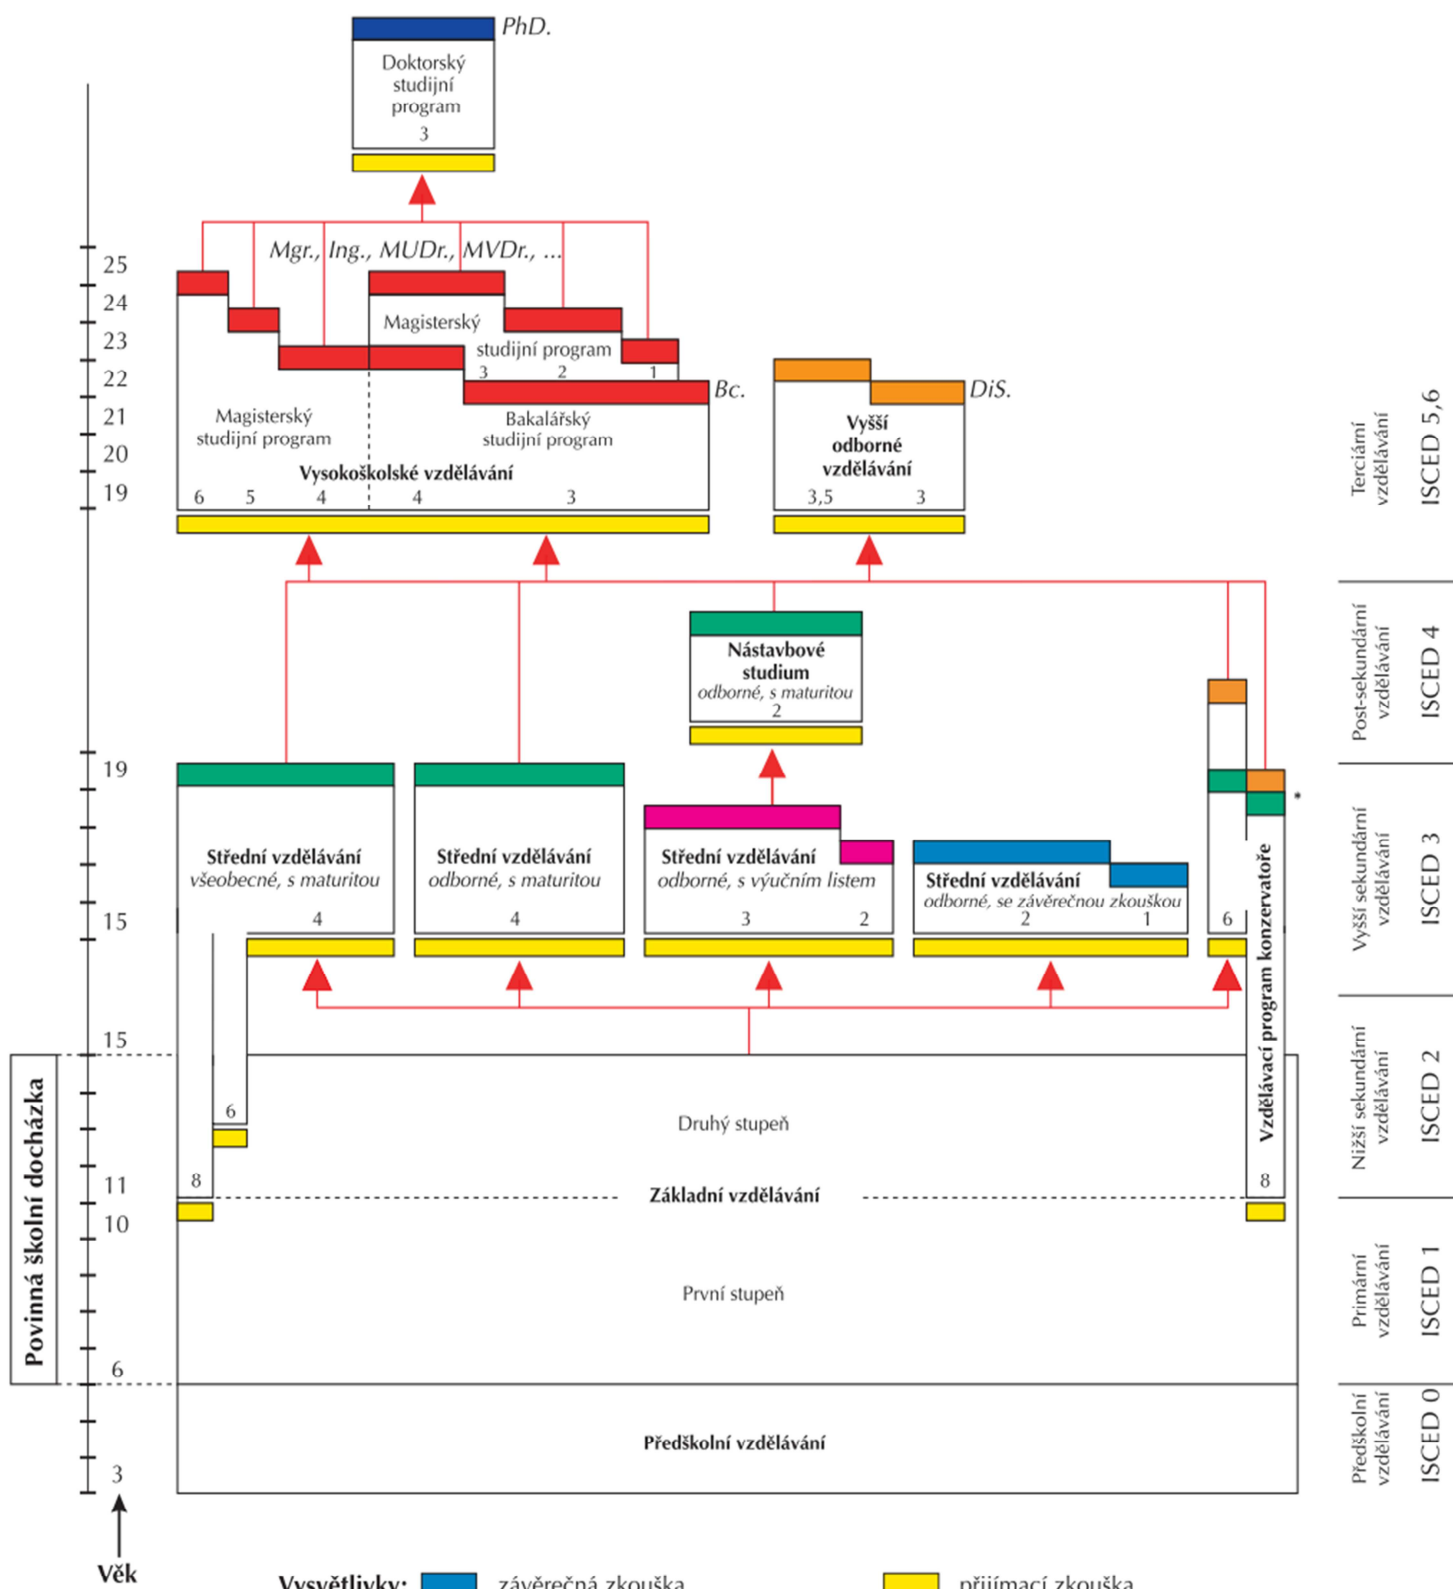 PhD.
Doktorský
studijní
program
3
Mgr., Ing., MUDr., MVDr., ...
25
24
23
22
21
20
19
Magisterský
studijní program
3
2
1
Bc.
Magisterský
studijní program
Bakalářský
studijní program
Vysokoškolské vzdělávání
6
5
4
4
3
DiS.
Vyšší
odborné
vzdělávání
3,5
3
Terciární
vzdělávání
ISCED 5,6
Nástavbové
studium
odborné, s maturitou
2
Post-sekundární
vzdělávání
ISCED 4
19
15
Střední vzdělávání
všeobecné, s maturitou
4
Střední vzdělávání
odborné, s maturitou
4
Střední vzdělávání
odborné, s výučním listem
3
2
Střední vzdělávání
odborné, se závěrečnou zkouškou
2
1
6
*
Vzdělávací program konzervatoře
8
Vyšší sekundární
vzdělávání
ISCED 3
15
11
10
6
3
Povinná školní docházka
6
8
Druhý stupeň
Základní vzdělávání
První stupeň
Nižší sekundární
vzdělávání
ISCED 2
Primární
vzdělávání
ISCED 1
Předškolní vzdělávání
Předškolní
vzdělávání
ISCED 0
Věk
Vysvětlivky:
závěrečná zkouška
přijímací zkouška